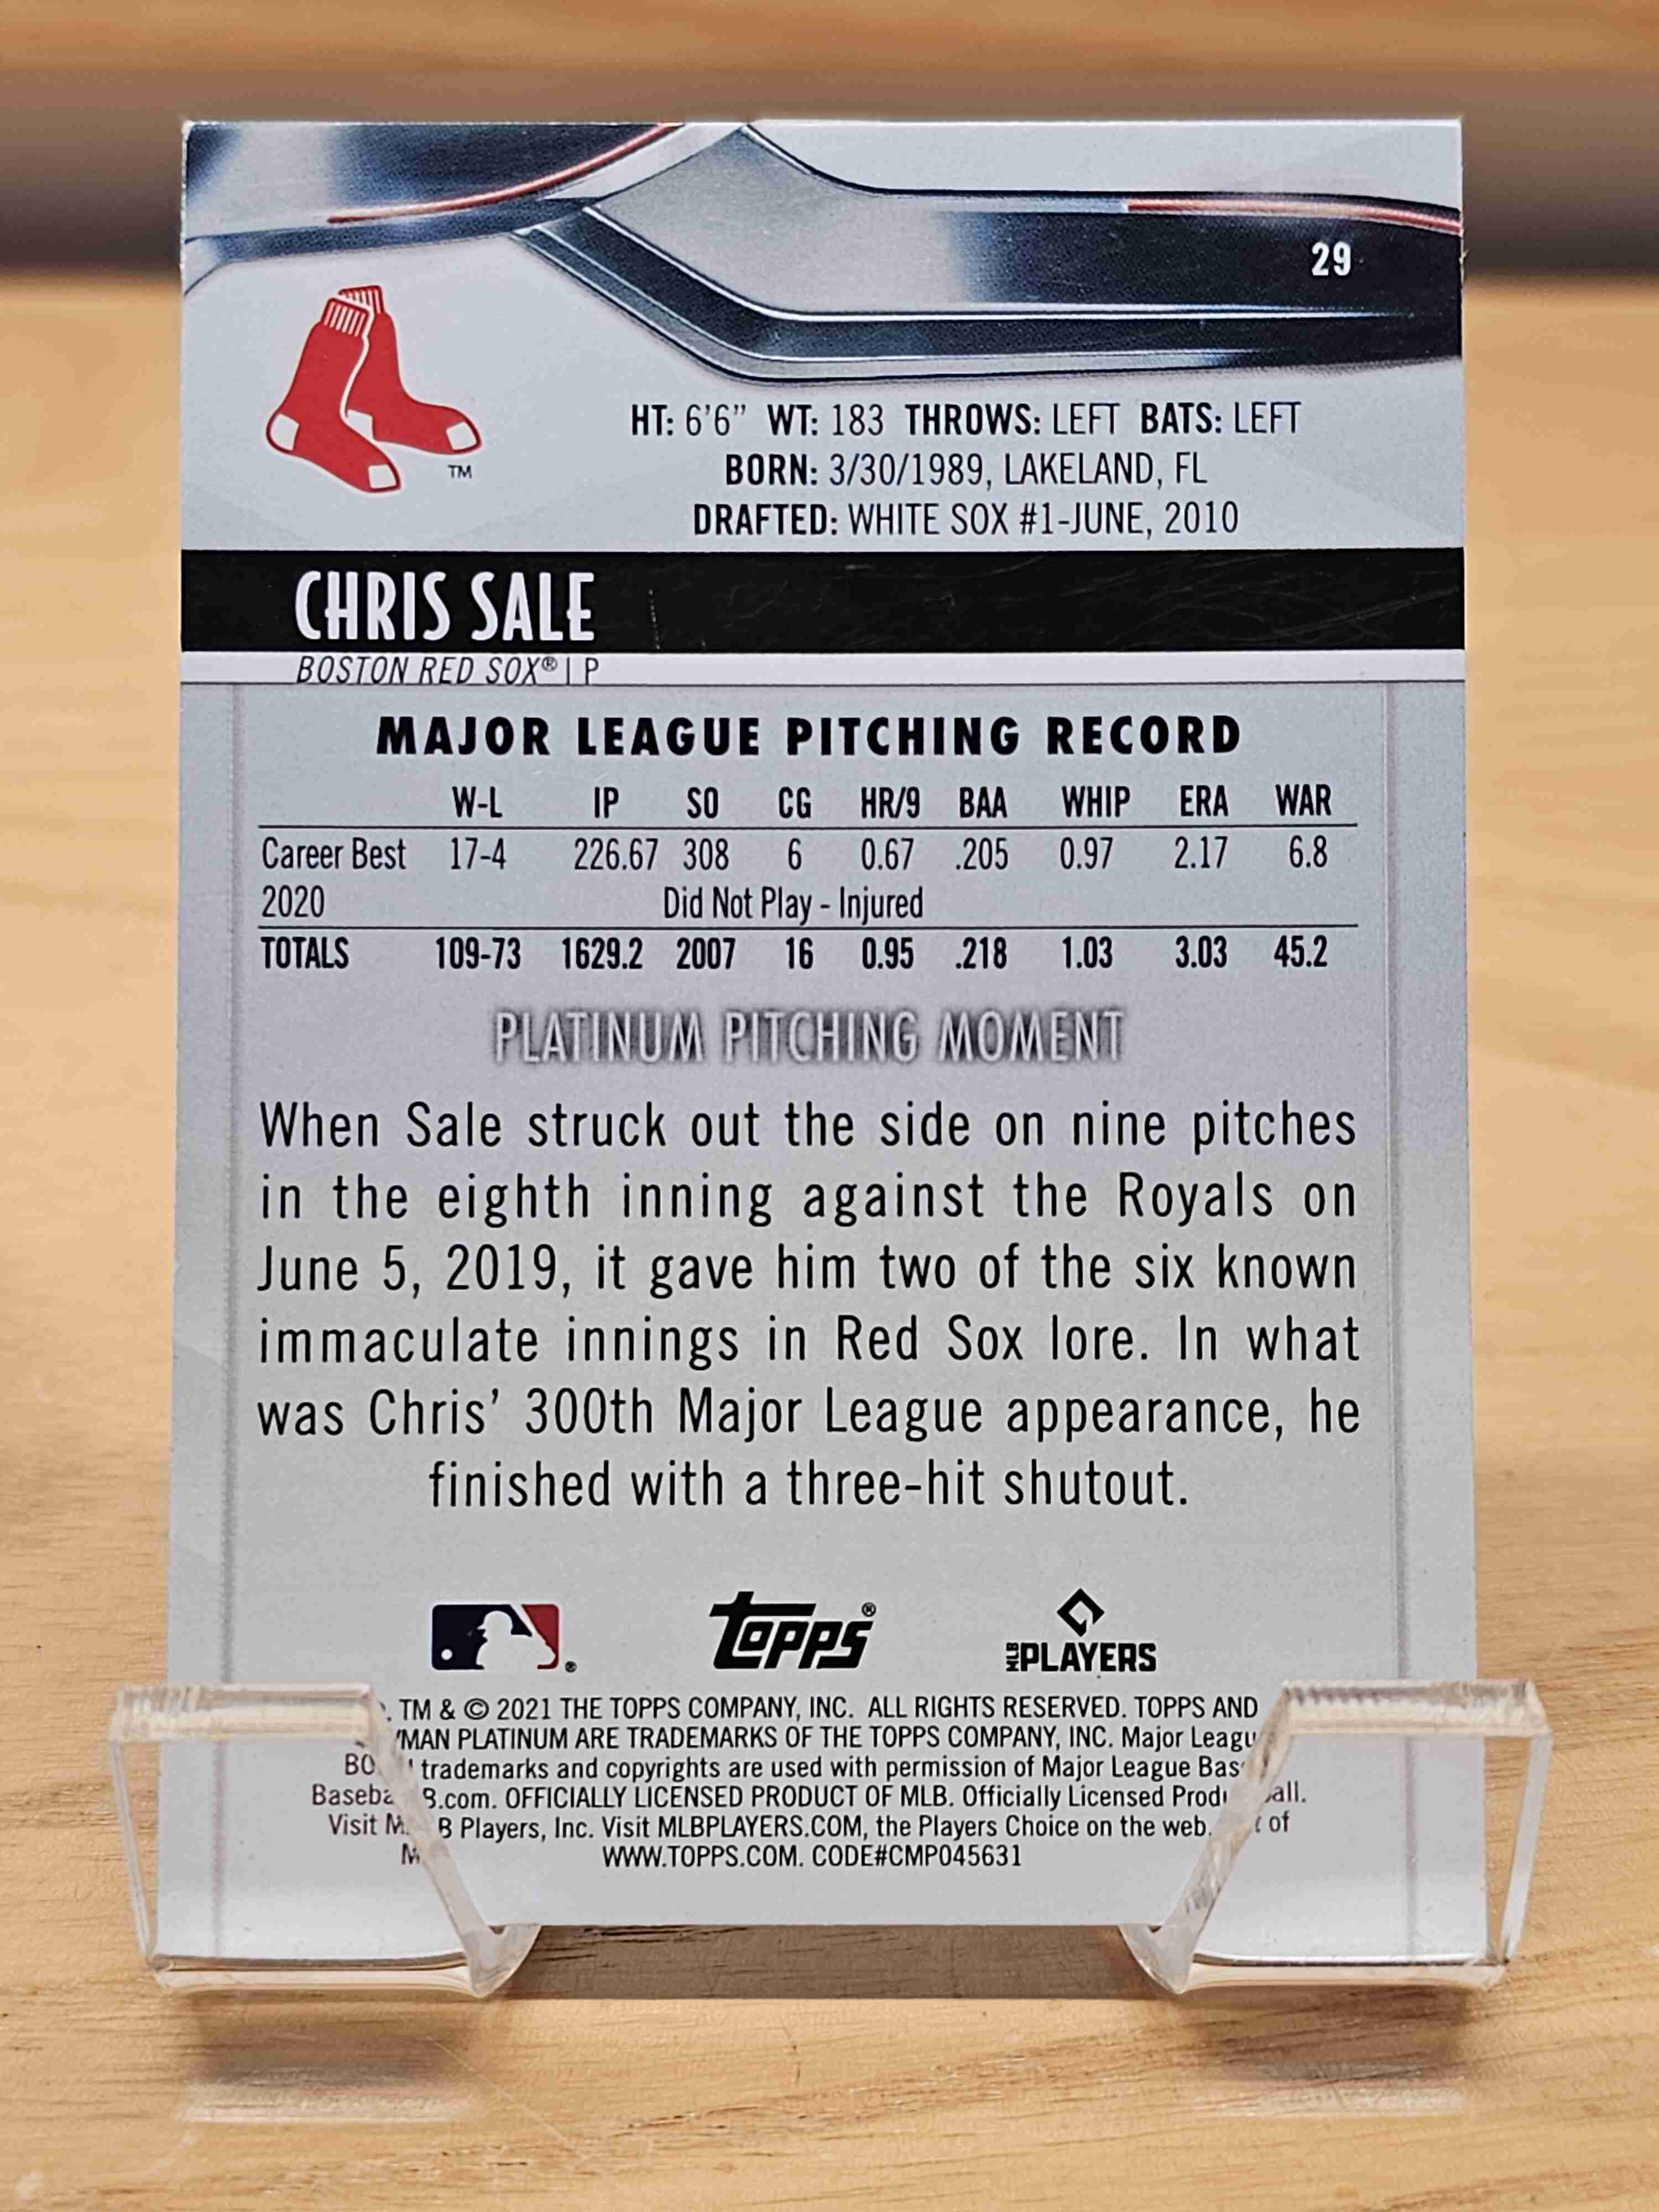 29
TM
HT: 6'6" WT: 183 THROWS: LEFT BATS: LEFT
BORN: 3/30/1989, LAKELAND, FL
DRAFTED: WHITE SOX #1-JUNE, 2010
CHRIS SALE
BOSTON RED SOX® | P
MAJOR LEAGUE PITCHING RECORD
W-L IP SO CG HR/9 BAA WHIP ERA WAR
Career Best 17-4 226.67 308 6 0.67 .205 0.97 2.17 6.8
2020 Did Not Play - Injured
TOTALS 109-73 1629.2 2007 16 0.95 .218 1.03 3.03 45.2
PLATINUM PITCHING MOMENT
When Sale struck out the side on nine pitches
in the eighth inning against the Royals on
June 5, 2019, it gave him two of the six known
immaculate innings in Red Sox lore. In what
was Chris' 300th Major League appearance, he
finished with a three-hit shutout.
® topps® MLB PLAYERS
TM & © 2021 THE TOPPS COMPANY, INC. ALL RIGHTS RESERVED. TOPPS AND
PLATINUM ARE TRADEMARKS OF THE TOPPS COMPANY, INC. Major
trademarks and copyrights are used with permission of Major League
.com. OFFICIALLY LICENSED PRODUCT OF MLB. Officially Licensed
Visit Players, Inc. Visit MLBPLAYERS.COM, the Players Choice on the web. of
WWW.TOPPS.COM. CODE#CMP045631